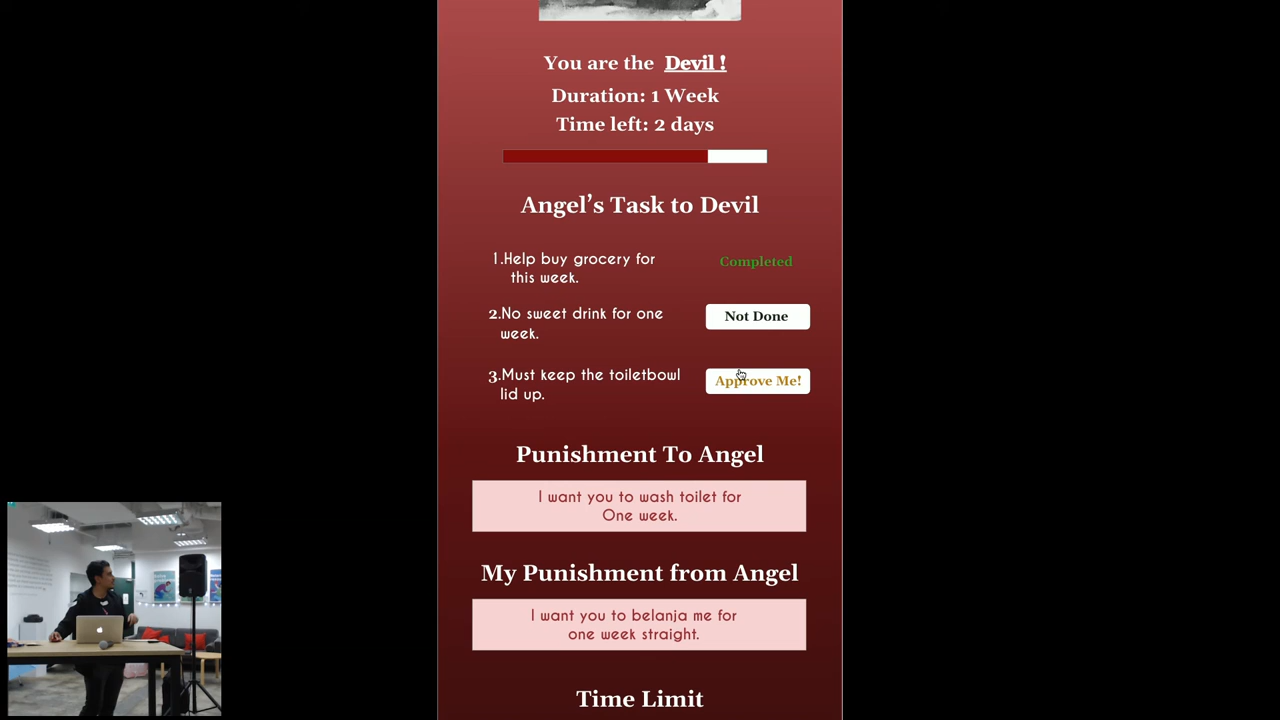 You are the Devil !
Duration: 1 Week
Time left: 2 days
Angel’s Task to Devil
1.Help buy grocery for
this week.
Completed
2.No sweet drink for one
week.
Not Done
3.Must keep the toiletbowl
lid up.
Approve Me!
Punishment To Angel
I want you to wash toilet for
One week.
My Punishment from Angel
I want you to belanja me for
one week straight.
Time Limit